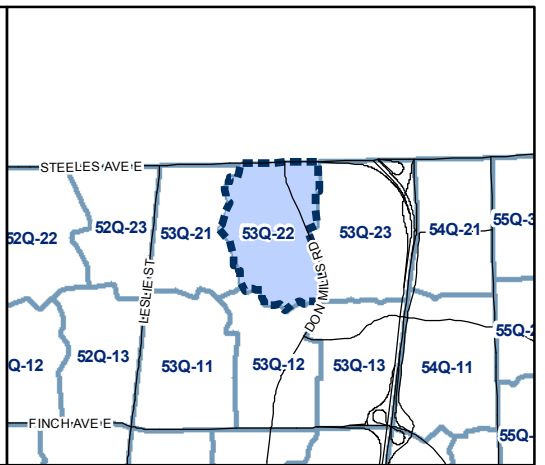 STEELES AVE E
55Q-3
52Q-22
52Q-23
53Q-21
53Q-22
53Q-23
54Q-21
LESLIE ST
DON MILLS RD
55Q-2
Q-12
52Q-13
53Q-11
53Q-12
53Q-13
54Q-11
FINCH AVE E
55Q-